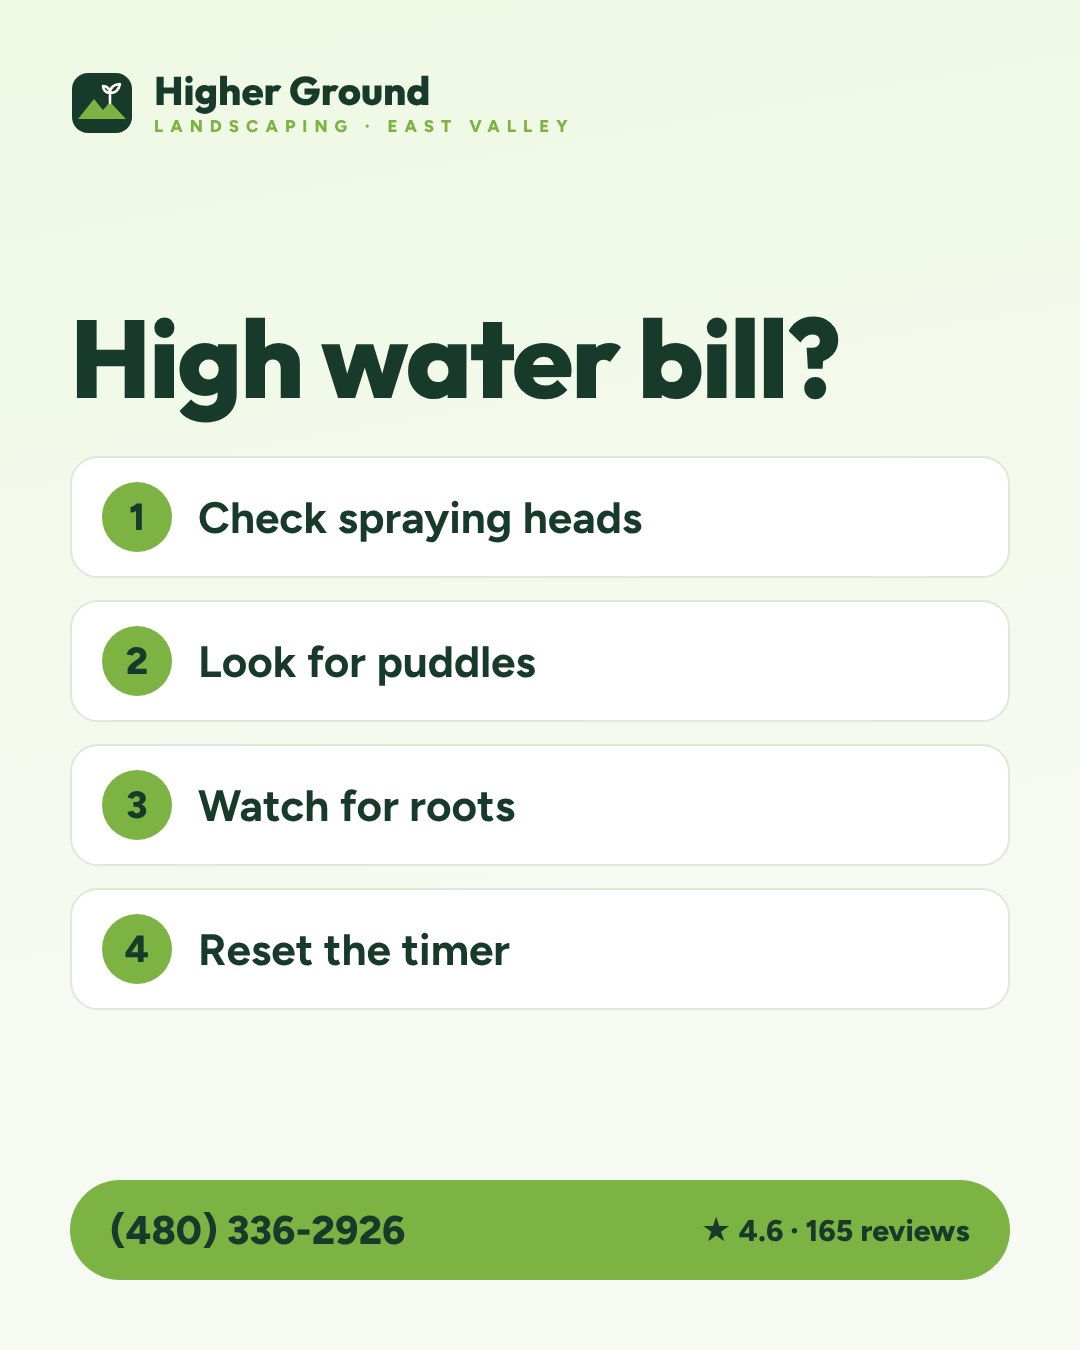 Higher Ground
LANDSCAPING · EAST VALLEY
High water bill?
1 Check spraying heads
2 Look for puddles
3 Watch for roots
4 Reset the timer
(480) 336-2926 ★ 4.6 · 165 reviews